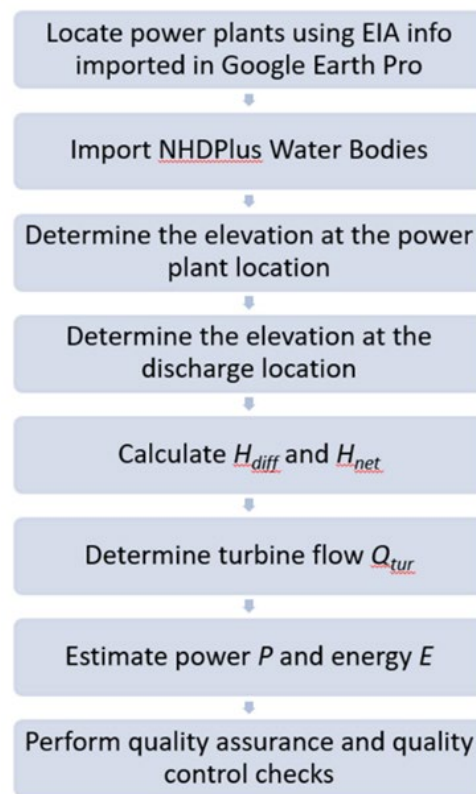 Locate power plants using EIA info
imported in Google Earth Pro
Import NHDPlus Water Bodies
Determine the elevation at the power
plant location
Determine the elevation at the
discharge location
Calculate Hdiff and Hnet
Determine turbine flow Qtur
Estimate power P and energy E
Perform quality assurance and quality
control checks